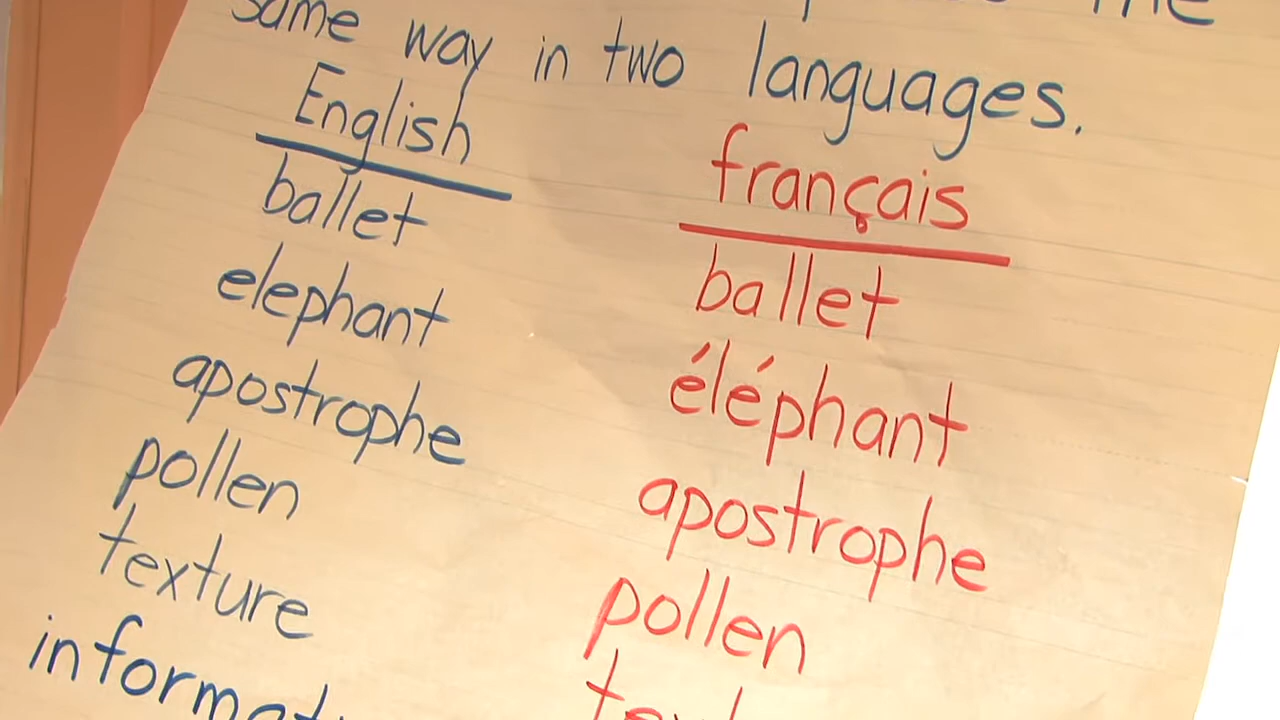 same way in two languages.
English français
ballet ballet
elephant éléphant
apostrophe apostrophe
pollen pollen
texture